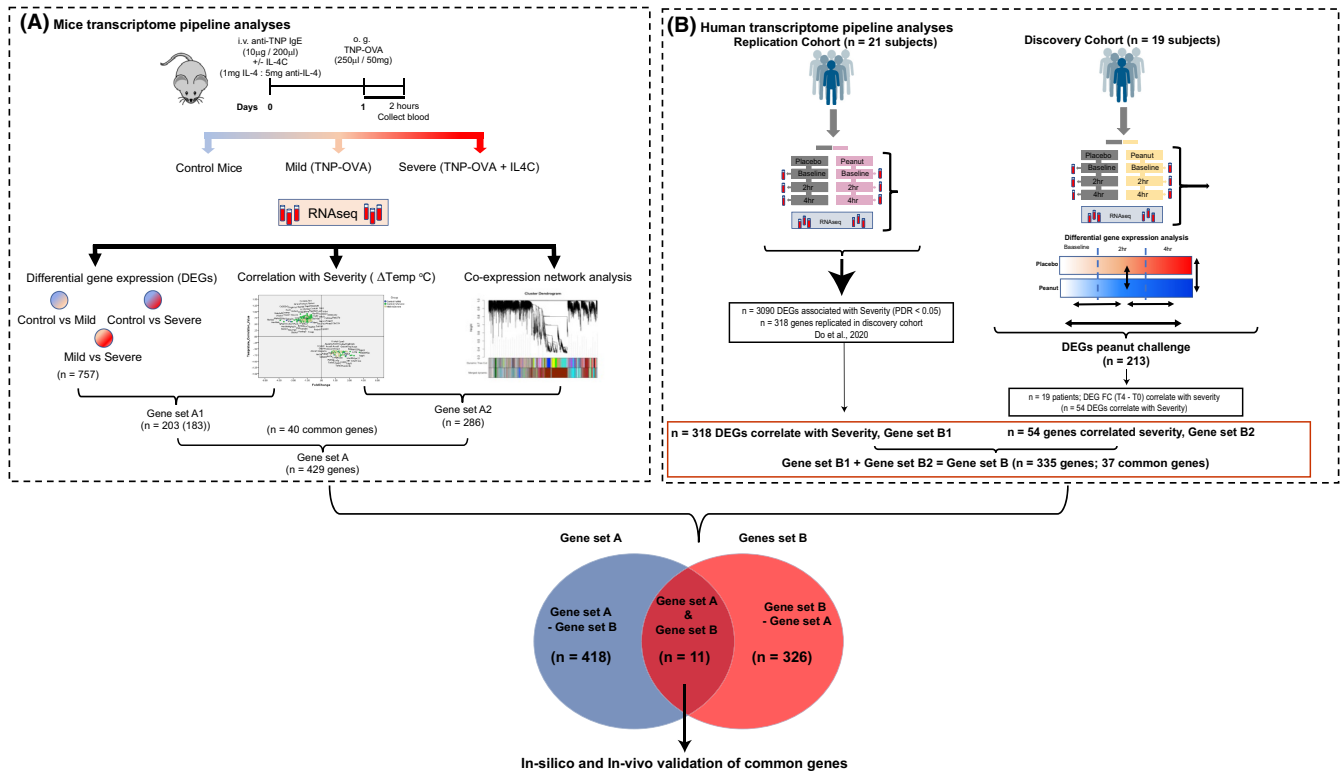 (A) Mice transcriptome pipeline analyses
i.v. anti-TNP IgE
(10µg / 200µl)
+/- IL-4C
(1mg IL-4 : 5mg anti-IL-4)
o. g.
TNP-OVA
(250µl / 50mg)
Days 0 1
2 hours
Collect blood
Control Mice
Mild (TNP-OVA)
Severe (TNP-OVA + IL4C)
RNAseq
Differential gene expression (DEGs)
Correlation with Severity ( ΔTemp ºC)
Co-expression network analysis
Control vs Mild
Control vs Severe
Mild vs Severe
(n = 757)
Cluster Dendrogram
Gene set A1
(n = 203 (183))
(n = 40 common genes)
Gene set A2
(n = 286)
Gene set A
(n = 429 genes)
(B) Human transcriptome pipeline analyses
Replication Cohort (n = 21 subjects)
Placebo
Baseline
2hr
4hr
Peanut
Baseline
2hr
4hr
RNAseq
n = 3090 DEGs associated with Severity (PDR < 0.05)
n = 318 genes replicated in discovery cohort
Do et al., 2020
Discovery Cohort (n = 19 subjects)
Placebo
Baseline
2hr
4hr
Peanut
Baseline
2hr
4hr
RNAseq
Differential gene expression analysis
Baaseline 2hr 4hr
Placebo
Peanut
DEGs peanut challenge
(n = 213)
n = 19 patients; DEG FC (T4 - T0) correlate with severity
(n = 54 DEGs correlate with Severity)
n = 318 DEGs correlate with Severity, Gene set B1
n = 54 genes correlated severity, Gene set B2
Gene set B1 + Gene set B2 = Gene set B (n = 335 genes; 37 common genes)
Gene set A
Genes set B
Gene set A
- Gene set B
(n = 418)
Gene set A
&
Gene set B
(n = 11)
Gene set B
- Gene set A
(n = 326)
In-silico and In-vivo validation of common genes